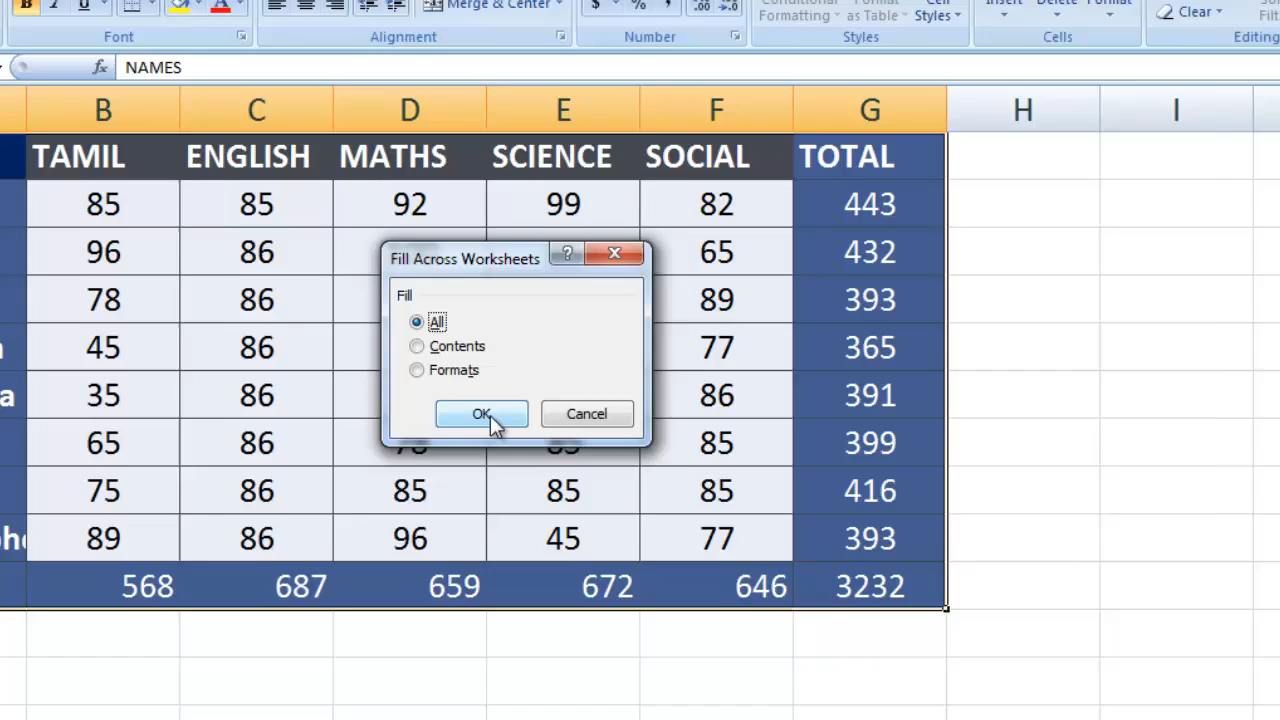 B I U A Merge & Center $ % , .00 .0 Conditional Format Cell Insert Delete Format
Formatting as Table Styles Clear
Font Alignment Number Styles Cells Editing
fx NAMES
B C D E F G H I
TAMIL ENGLISH MATHS SCIENCE SOCIAL TOTAL
85 85 92 99 82 443
96 86 65 432
78 86 89 393
45 86 77 365
a 35 86 86 391
65 86 85 399
75 86 85 85 85 416
89 86 96 45 77 393
568 687 659 672 646 3232
Fill Across Worksheets ?
Fill
All
Contents
Formats
OK Cancel